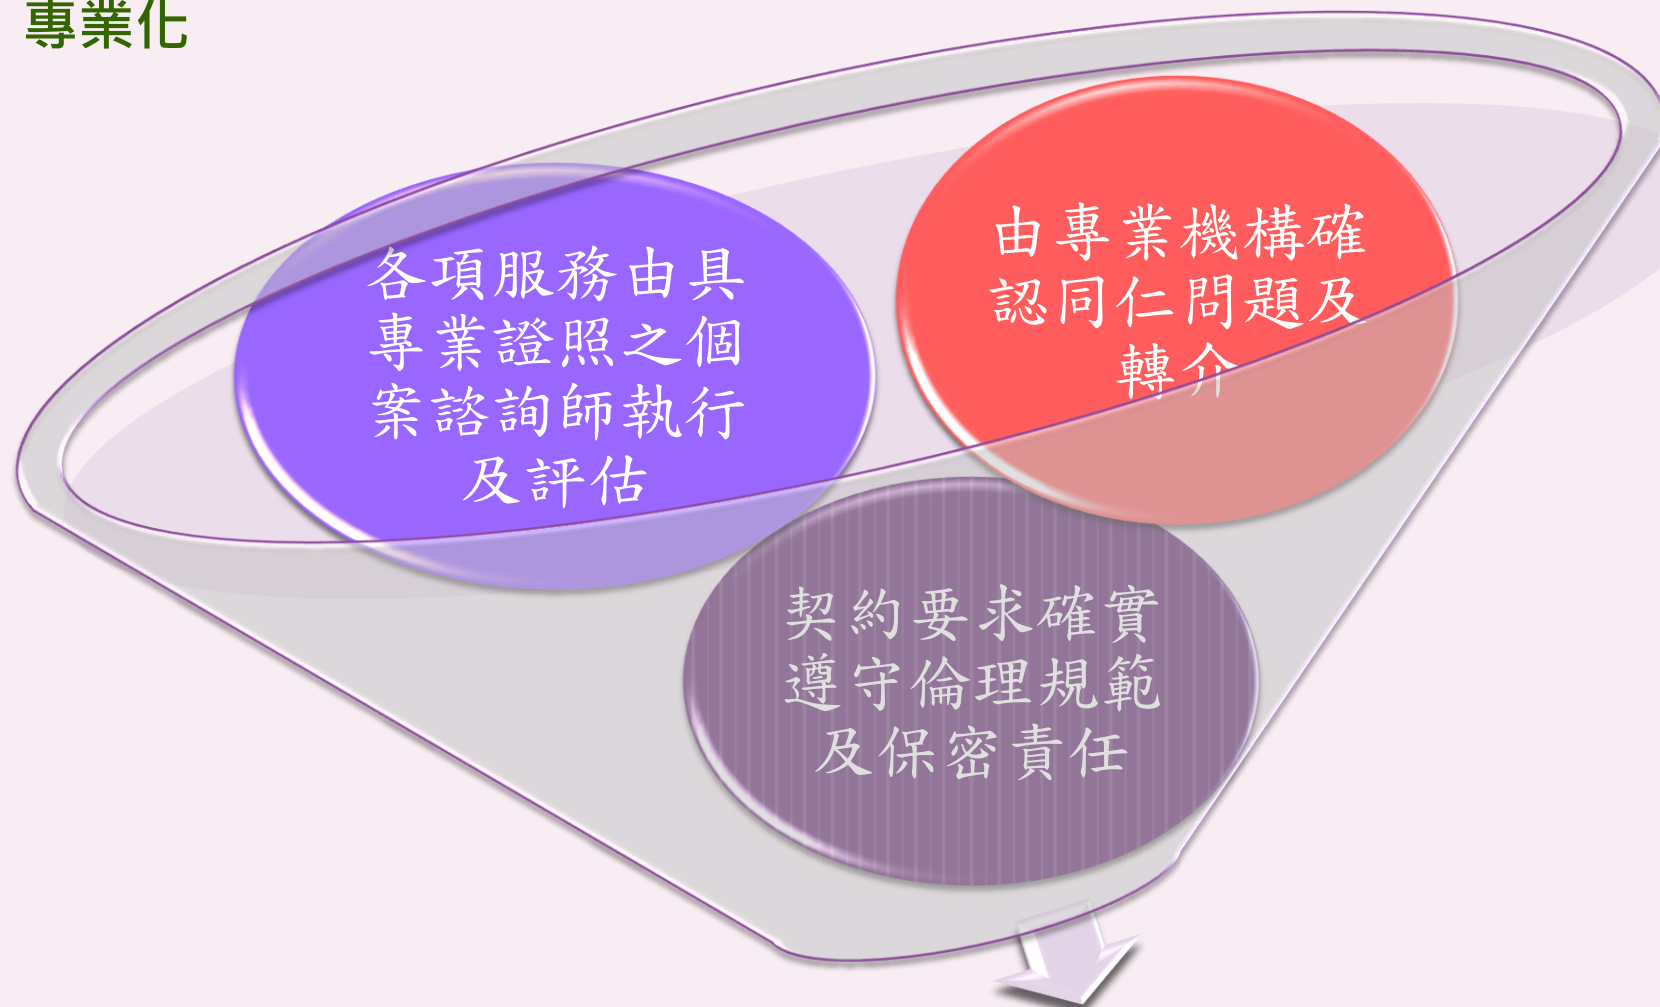 專業化
各項服務由具
專業證照之個
案諮詢師執行
及評估
由專業機構確
認同仁問題及
轉介
契約要求確實
遵守倫理規範
及保密責任